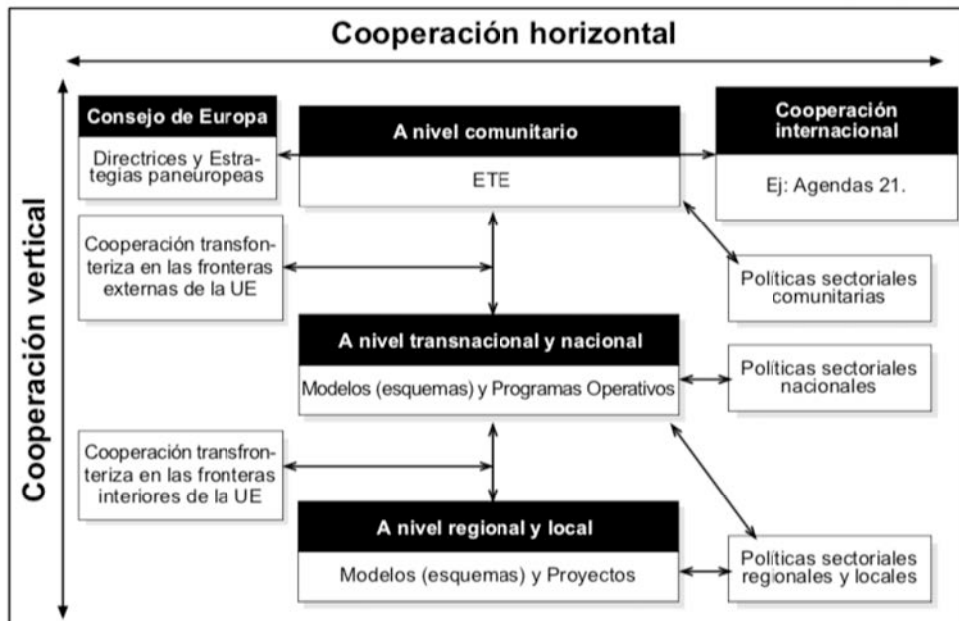 Cooperación horizontal
Cooperación vertical
Consejo de Europa
Directrices y Estra-
tegias paneuropeas
A nivel comunitario
ETE
Cooperación
internacional
Ej: Agendas 21.
Cooperación transfon-
teriza en las fronteras
externas de la UE
Políticas sectoriales
comunitarias
A nivel transnacional y nacional
Modelos (esquemas) y Programas Operativos
Políticas sectoriales
nacionales
Cooperación transfron-
teriza en las fronteras
interiores de la UE
A nivel regional y local
Modelos (esquemas) y Proyectos
Políticas sectoriales
regionales y locales